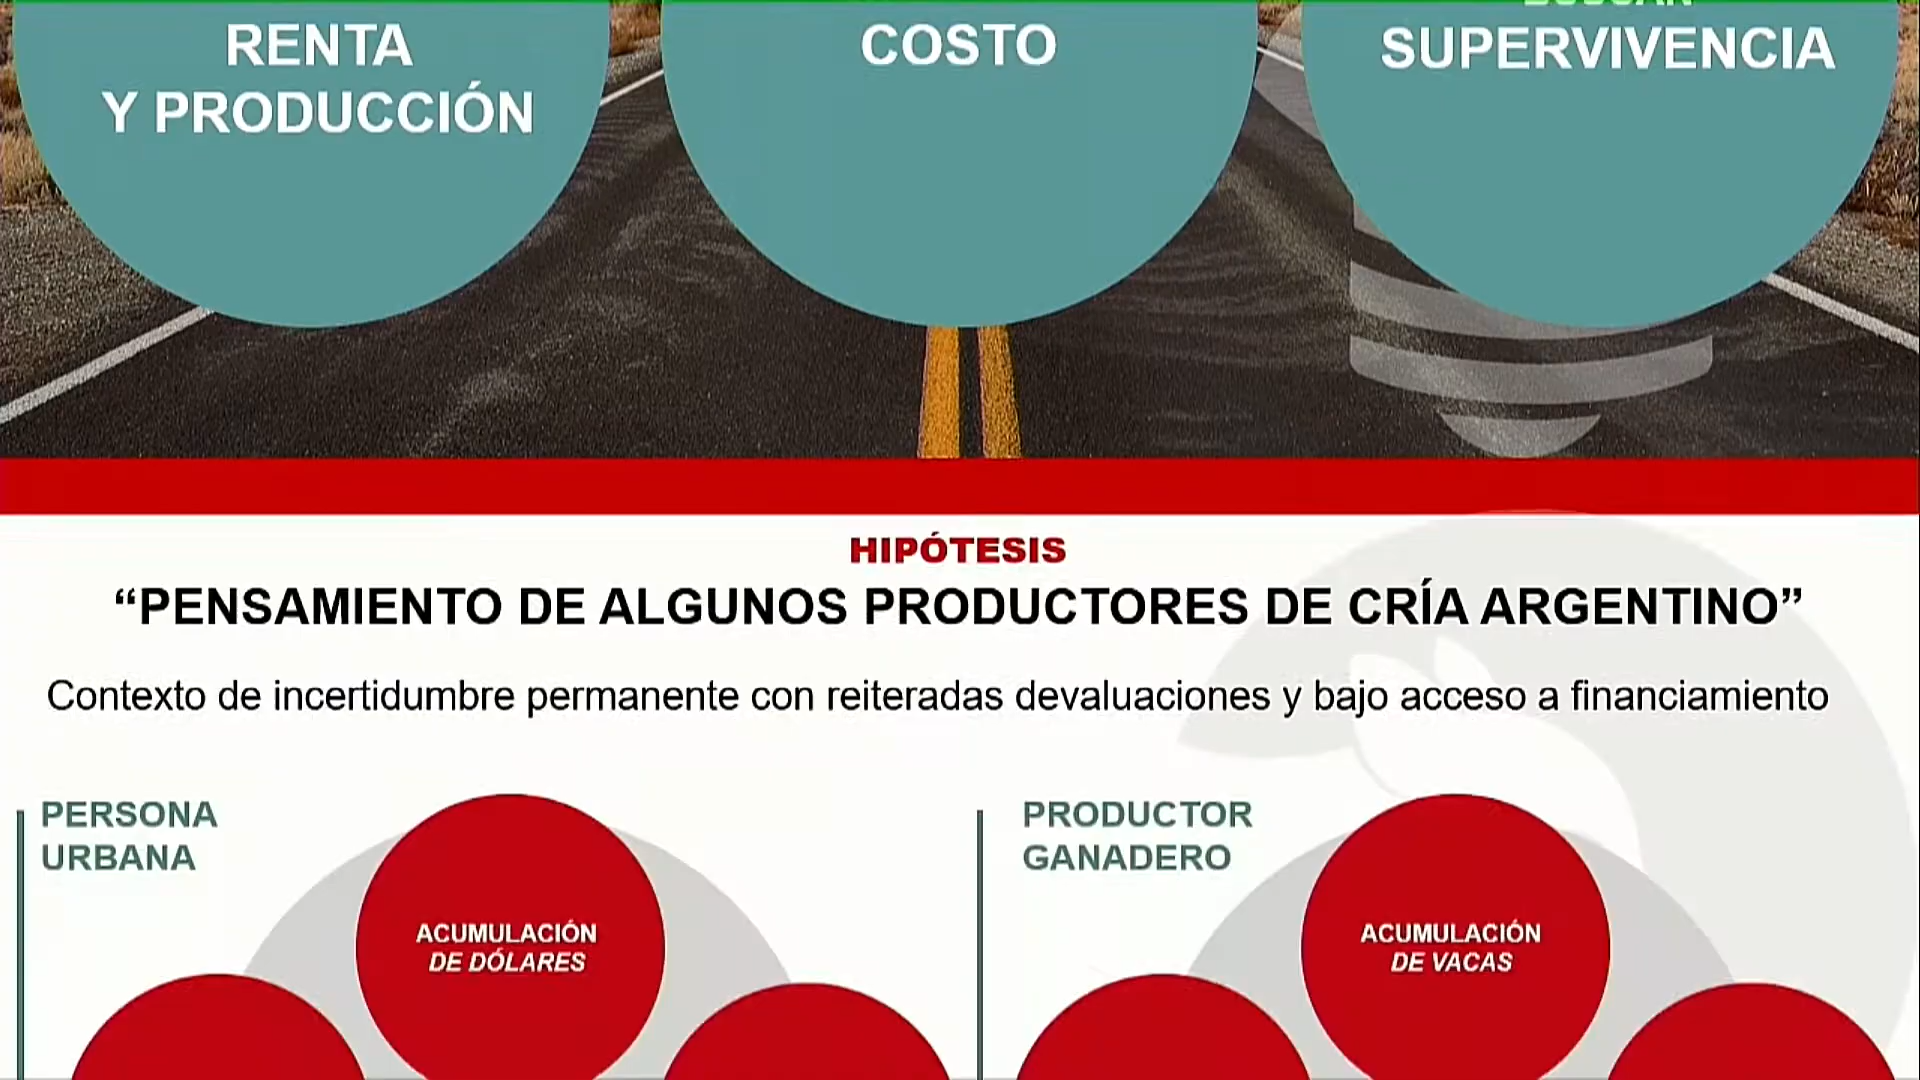 RENTA
Y PRODUCCIÓN
COSTO
SUPERVIVENCIA
HIPÓTESIS
“PENSAMIENTO DE ALGUNOS PRODUCTORES DE CRÍA ARGENTINO”
Contexto de incertidumbre permanente con reiteradas devaluaciones y bajo acceso a financiamiento
PERSONA
URBANA
ACUMULACIÓN
DE DÓLARES
PRODUCTOR
GANADERO
ACUMULACIÓN
DE VACAS